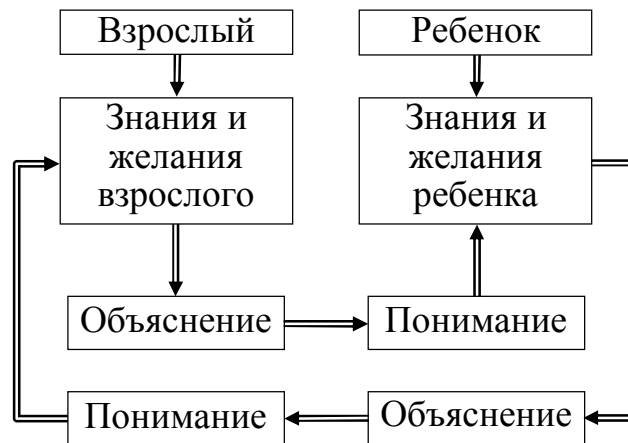 Взрослый
Ребенок
Знания и
желания
взрослого
Знания и
желания
ребенка
Объяснение
Понимание
Понимание
Объяснение